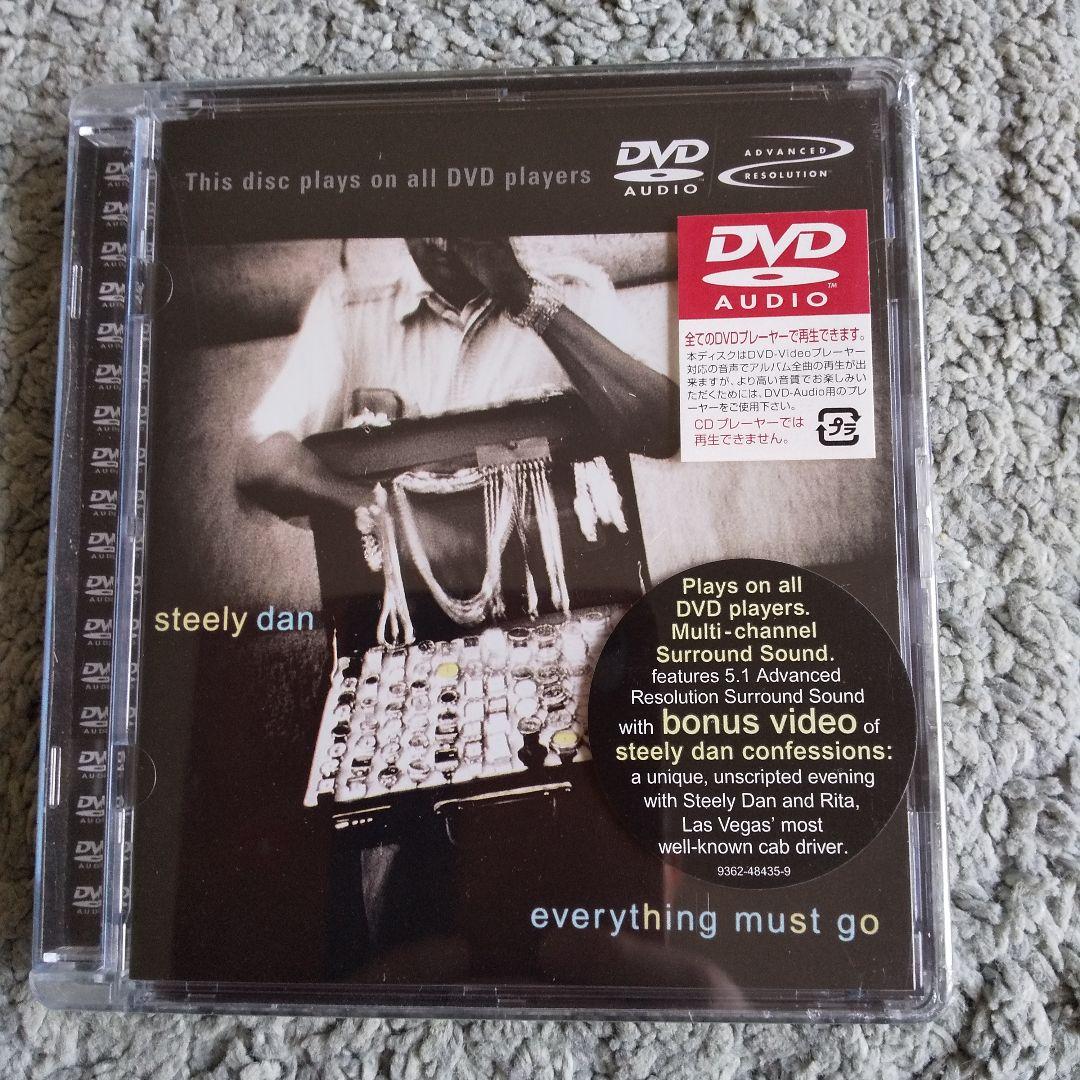 This disc plays on all DVD players
DVD
AUDIO
ADVANCED
RESOLUTION
DVD
AUDIO
全てのDVDプレーヤーで再生できます。
本ディスクはDVD-Videoプレーヤー
対応の音声でアルバム全曲の再生が出
来ますが、より高い音質でお楽しみい
ただくためには、DVD-Audio用のプレ
ーヤーをご使用下さい。
CDプレーヤーでは
再生できません。
プラ
steely dan
Plays on all
DVD players.
Multi-channel
Surround Sound.
features 5.1 Advanced
Resolution Surround Sound
with bonus video of
steely dan confessions:
a unique, unscripted evening
with Steely Dan and Rita,
Las Vegas' most
well-known cab driver.
9362-48435-9
everything must go